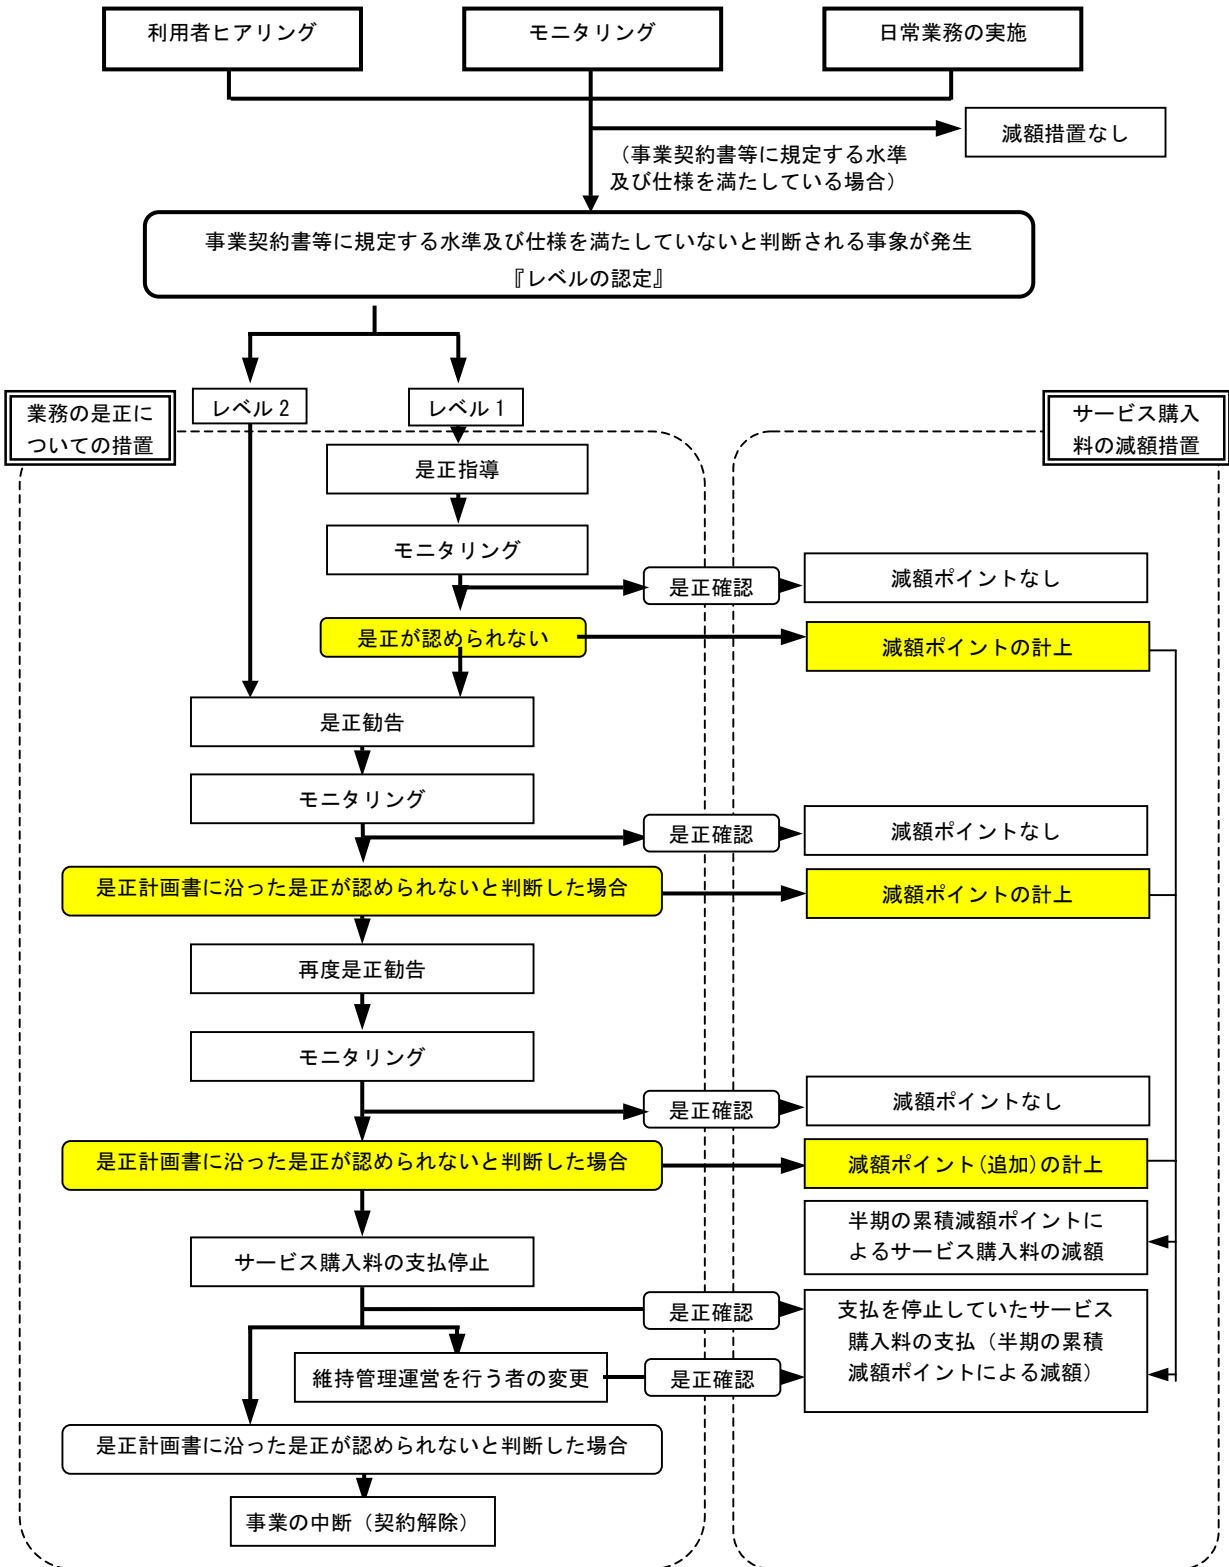 利用者ヒアリング
モニタリング
日常業務の実施
減額措置なし
（事業契約書等に規定する水準
及び仕様を満たしている場合）
事業契約書等に規定する水準及び仕様を満たしていないと判断される事象が発生
『レベルの認定』
レベル２
レベル１
業務の是正に
ついての措置
サービス購入
料の減額措置
是正指導
モニタリング
是正確認
減額ポイントなし
是正が認められない
減額ポイントの計上
是正勧告
モニタリング
是正確認
減額ポイントなし
是正計画書に沿った是正が認められないと判断した場合
減額ポイントの計上
再度是正勧告
モニタリング
是正確認
減額ポイントなし
是正計画書に沿った是正が認められないと判断した場合
減額ポイント(追加)の計上
半期の累積減額ポイントに
よるサービス購入料の減額
サービス購入料の支払停止
是正確認
支払を停止していたサービス
購入料の支払（半期の累積
減額ポイントによる減額）
維持管理運営を行う者の変更
是正確認
是正計画書に沿った是正が認められないと判断した場合
事業の中断（契約解除）